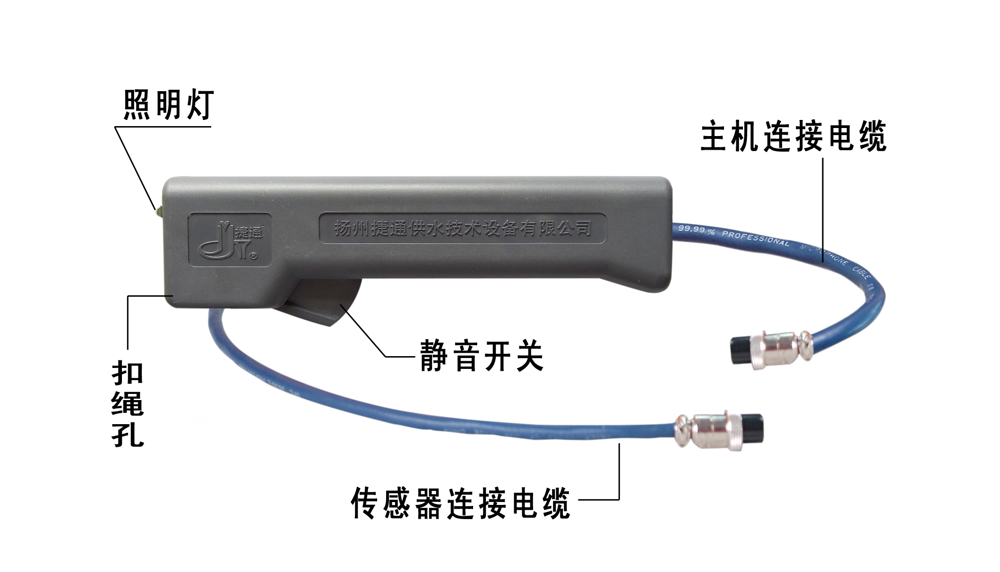 照明灯
主机连接电缆
捷通
JT®
扬州捷通供水技术设备有限公司
99.99% PROFESSIONAL MICROPHONE CABLE
静音开关
扣绳孔
传感器连接电缆